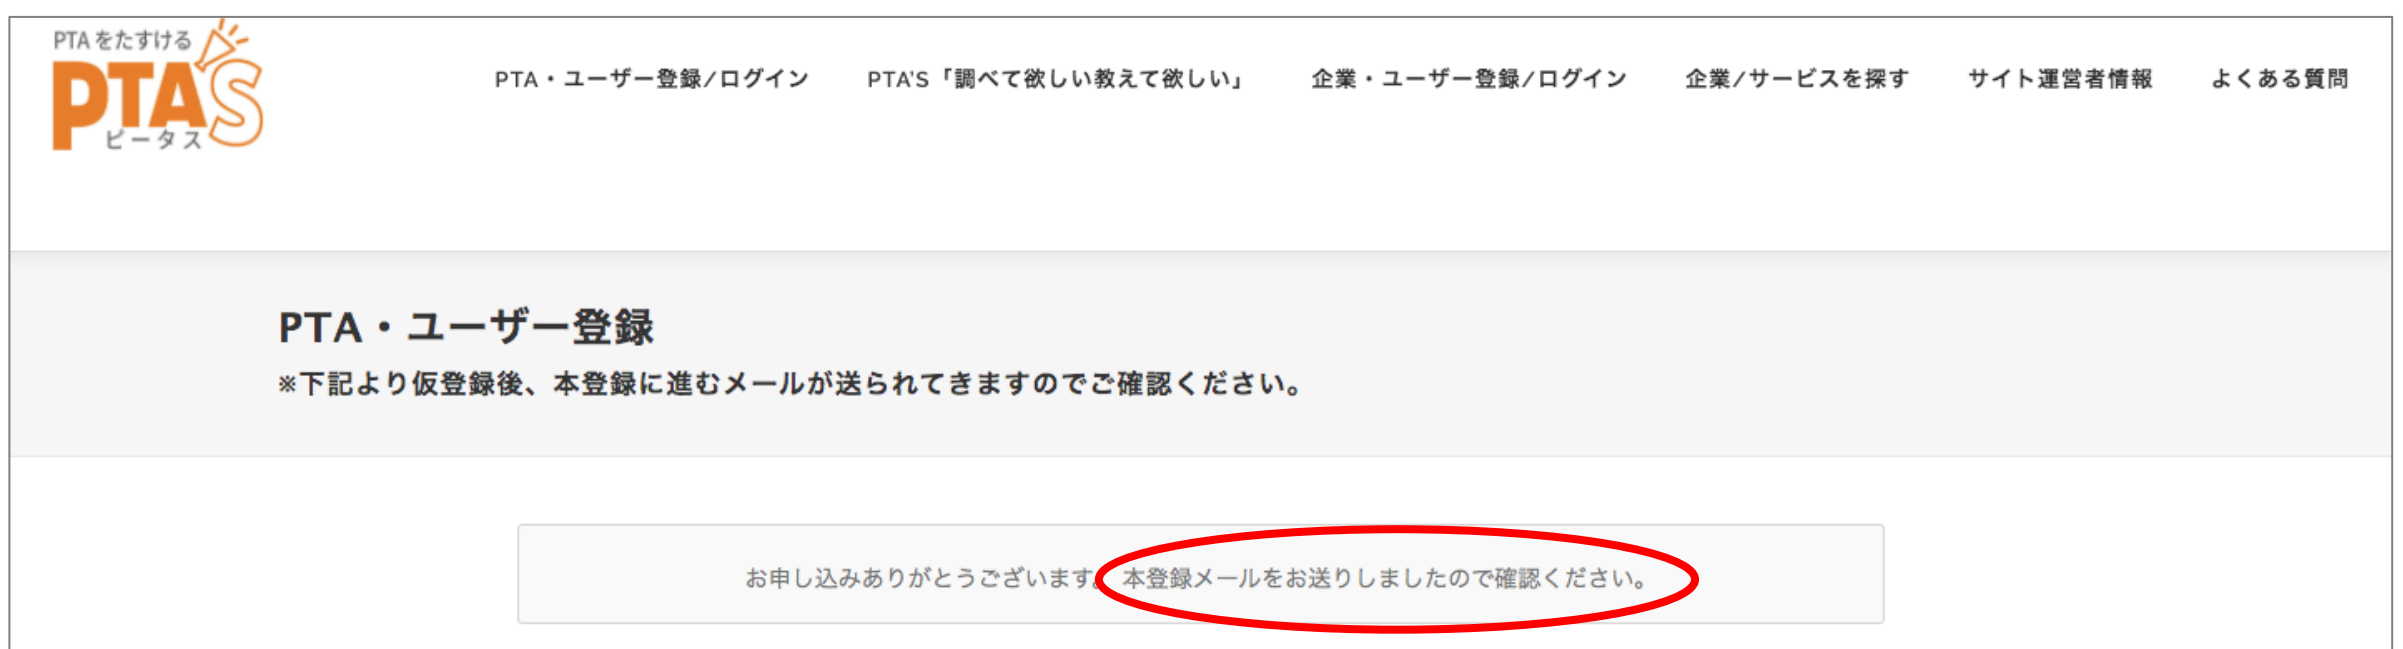 PTAをたすける
PTA'S
ピータス
PTA・ユーザー登録/ログイン PTA'S「調べて欲しい教えて欲しい」 企業・ユーザー登録/ログイン 企業/サービスを探す サイト運営者情報 よくある質問
PTA・ユーザー登録
※下記より仮登録後、本登録に進むメールが送られてきますのでご確認ください。
お申し込みありがとうございます。 本登録メールをお送りしましたので確認ください。